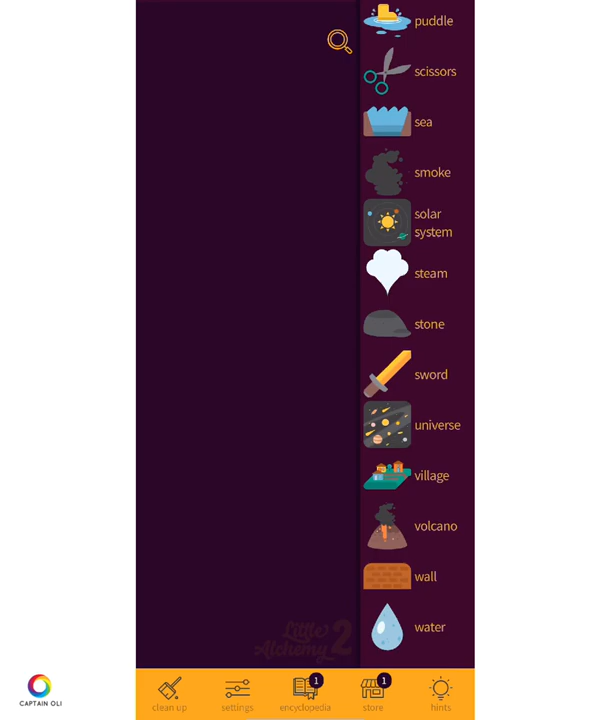 puddle
scissors
sea
smoke
solar
system
steam
stone
sword
universe
village
volcano
wall
water
Little
Alchemy 2
1
1
clean up
settings
encyclopedia
store
hints
CAPTAIN OLI